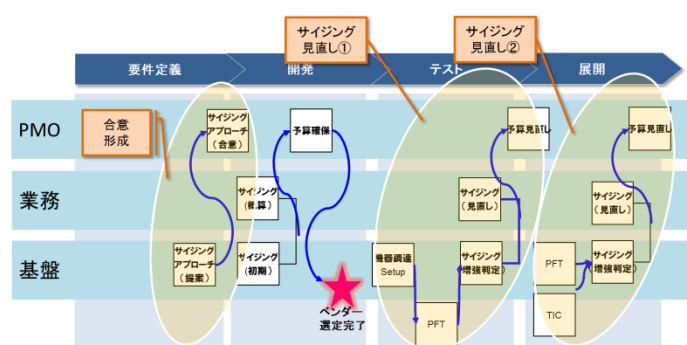 サイジング
見直し①
サイジング
見直し②
要件定義
開発
テスト
展開
PMO
合意
形成
サイジング
アプローチ
（合意）
予算確保
予算見直し
予算見直し
業務
サイジング
サイジング
（見直し）
サイジング
（見直し）
基盤
サイジング
アプローチ
（提案）
サイジング
(初期)
機器調達
Setup
サイジング
増強判定）
PFT
サイジング
増強判定）
ベンダー
選定完了
PFT
TIC